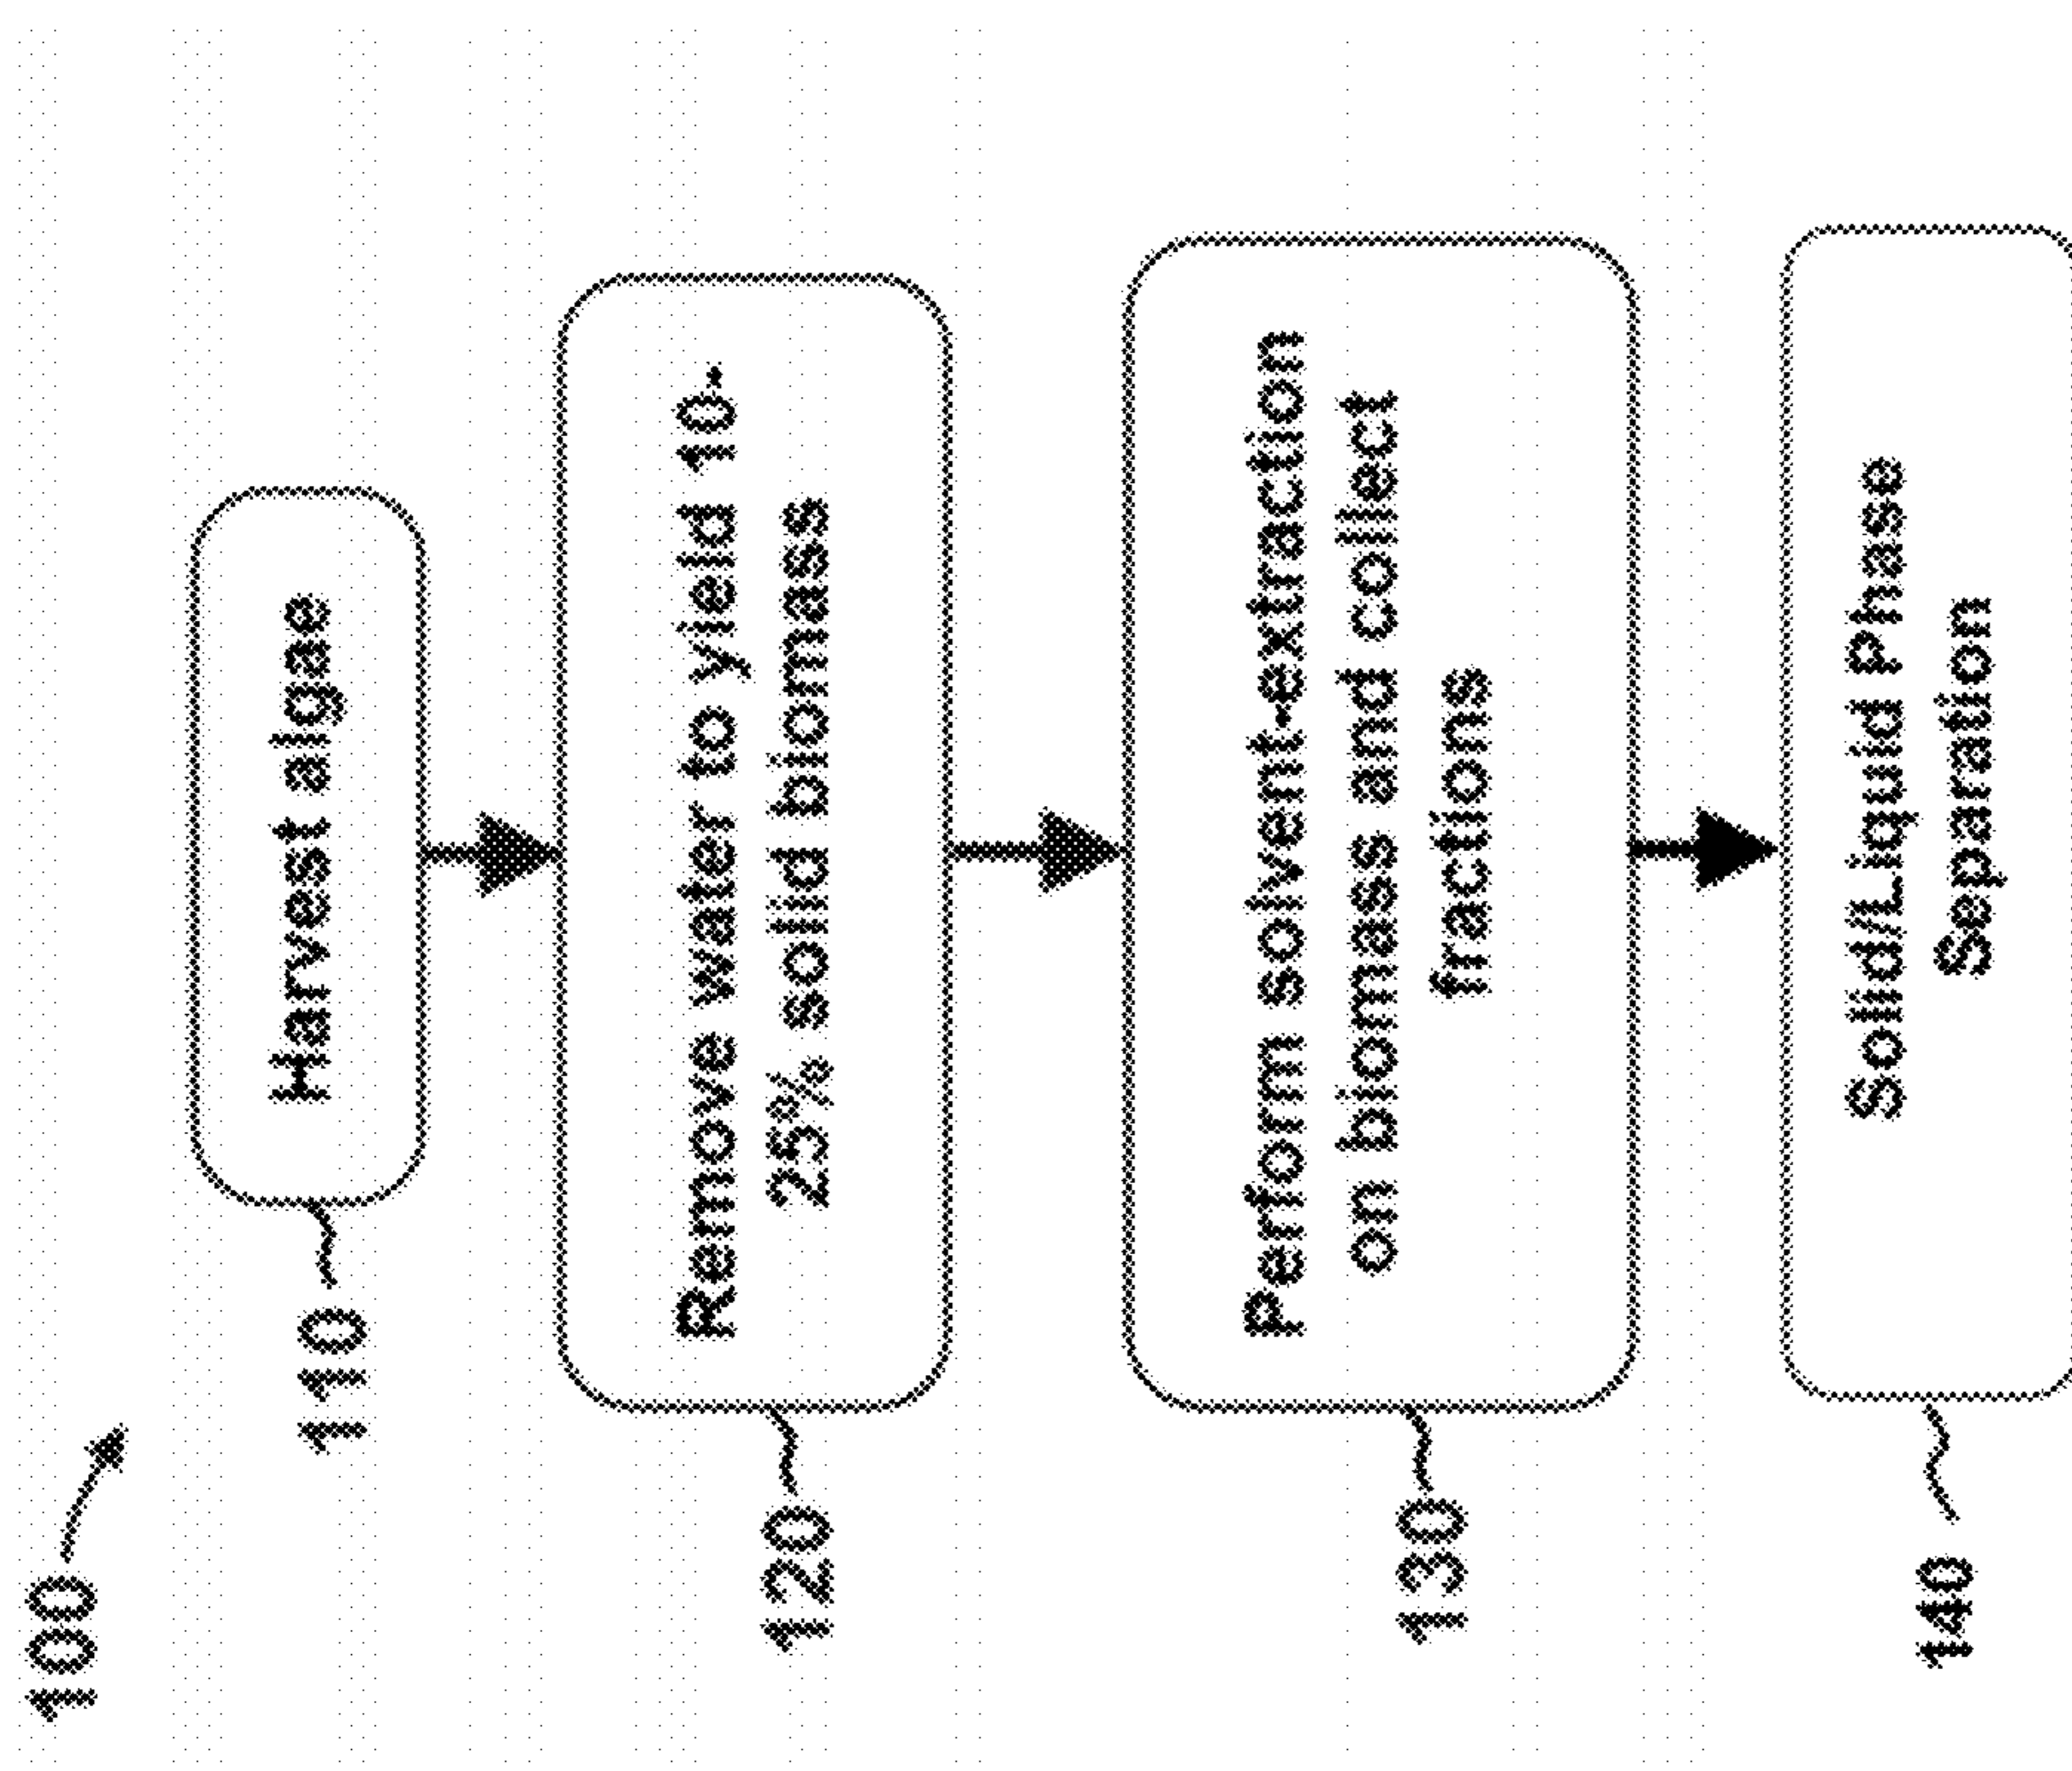 100
110
Harvest algae
120
Remove water to yield 10-
25% solid biomass
130
Perform solvent-extraction
on biomass and collect
fractions
140
Solid/Liquid Phase
Separation